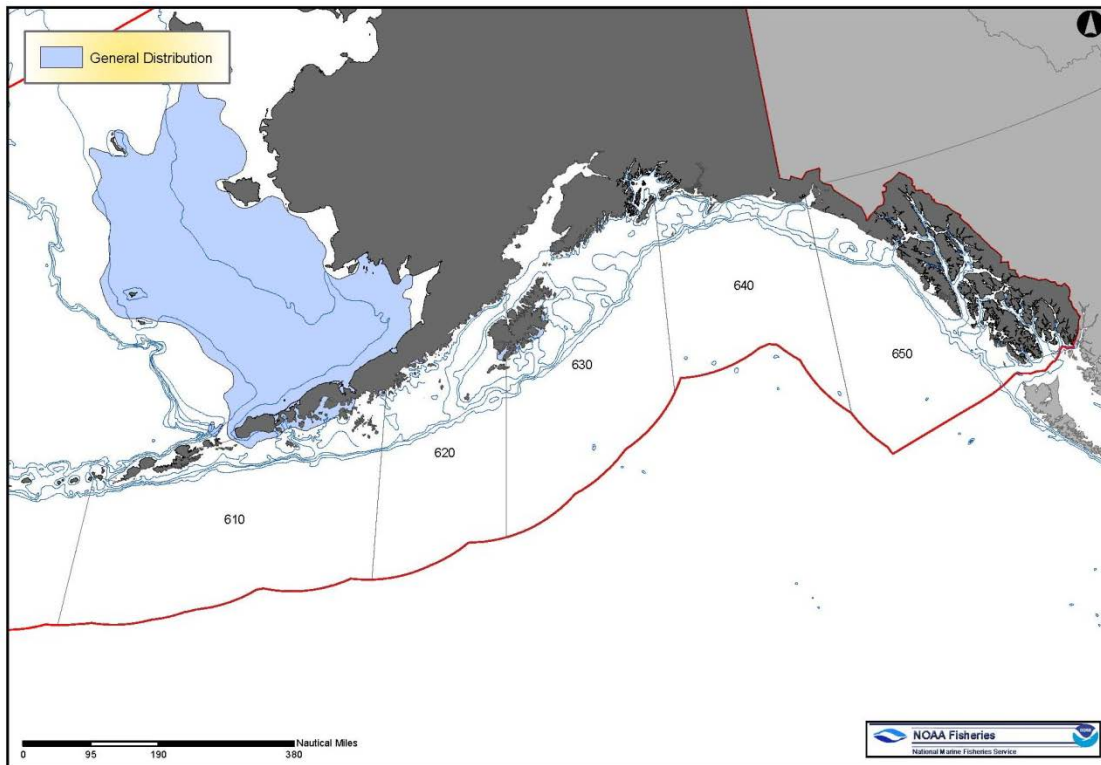 General Distribution
640
650
630
620
610
Nautical Miles
0 95 190 380
NOAA Fisheries
National Marine Fisheries Service